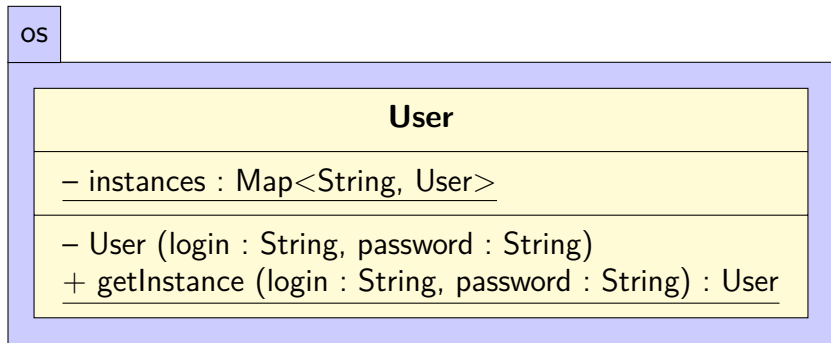 os
User
– instances : Map<String, User>
– User (login : String, password : String)
+ getInstance (login : String, password : String) : User